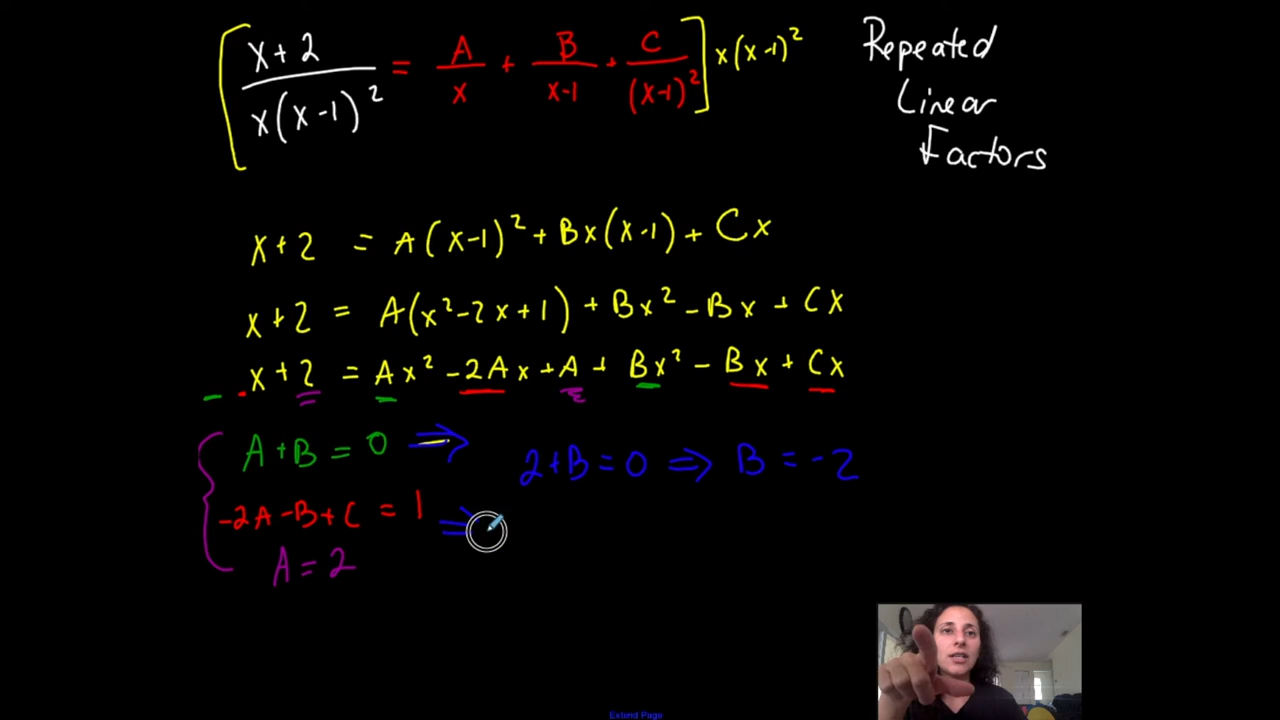 [ (x+2)/(x(x-1)²) = A/x + B/(x-1) + C/(x-1)² ] x(x-1)²
Repeated
Linear
Factors
x+2 = A(x-1)² + Bx(x-1) + Cx
x+2 = A(x²-2x+1) + Bx² - Bx + Cx
x+2 = Ax² - 2Ax + A + Bx² - Bx + Cx
A+B = 0 ⇒ 2+B = 0 ⇒ B = -2
-2A - B + C = 1 ⇒
A = 2
Extend Page